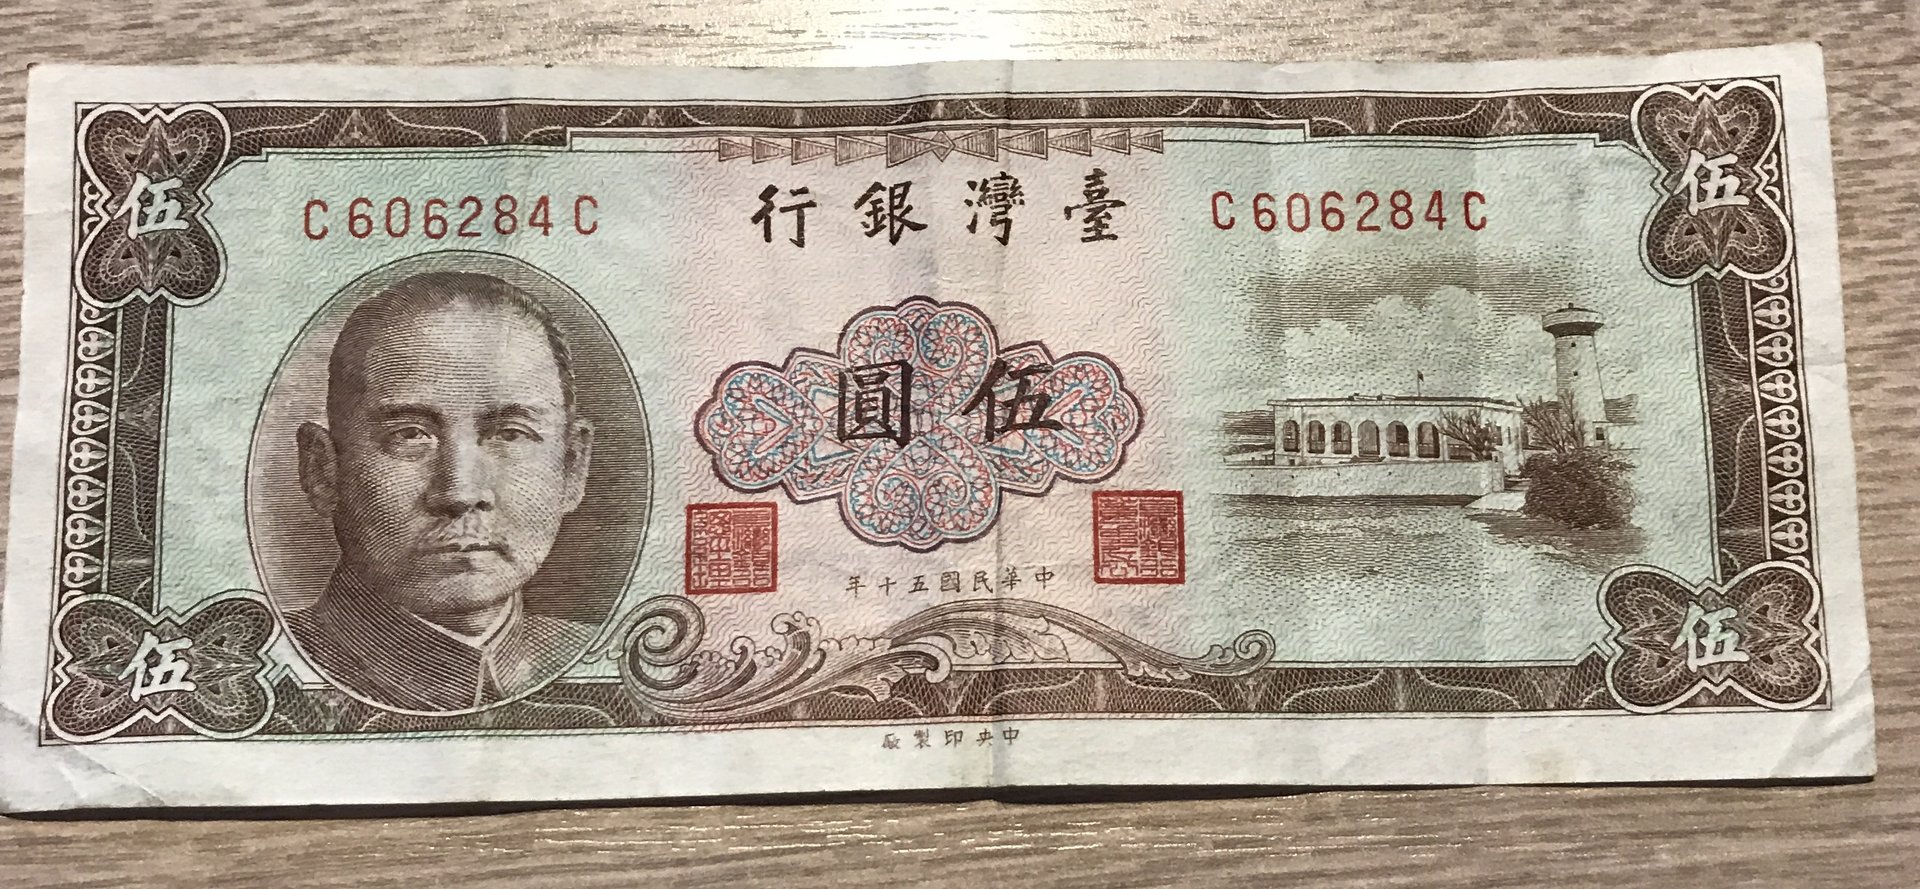 伍
伍
C606284C
臺灣銀行
C606284C
伍圓
中華民國五十年
伍
伍
中央印製廠